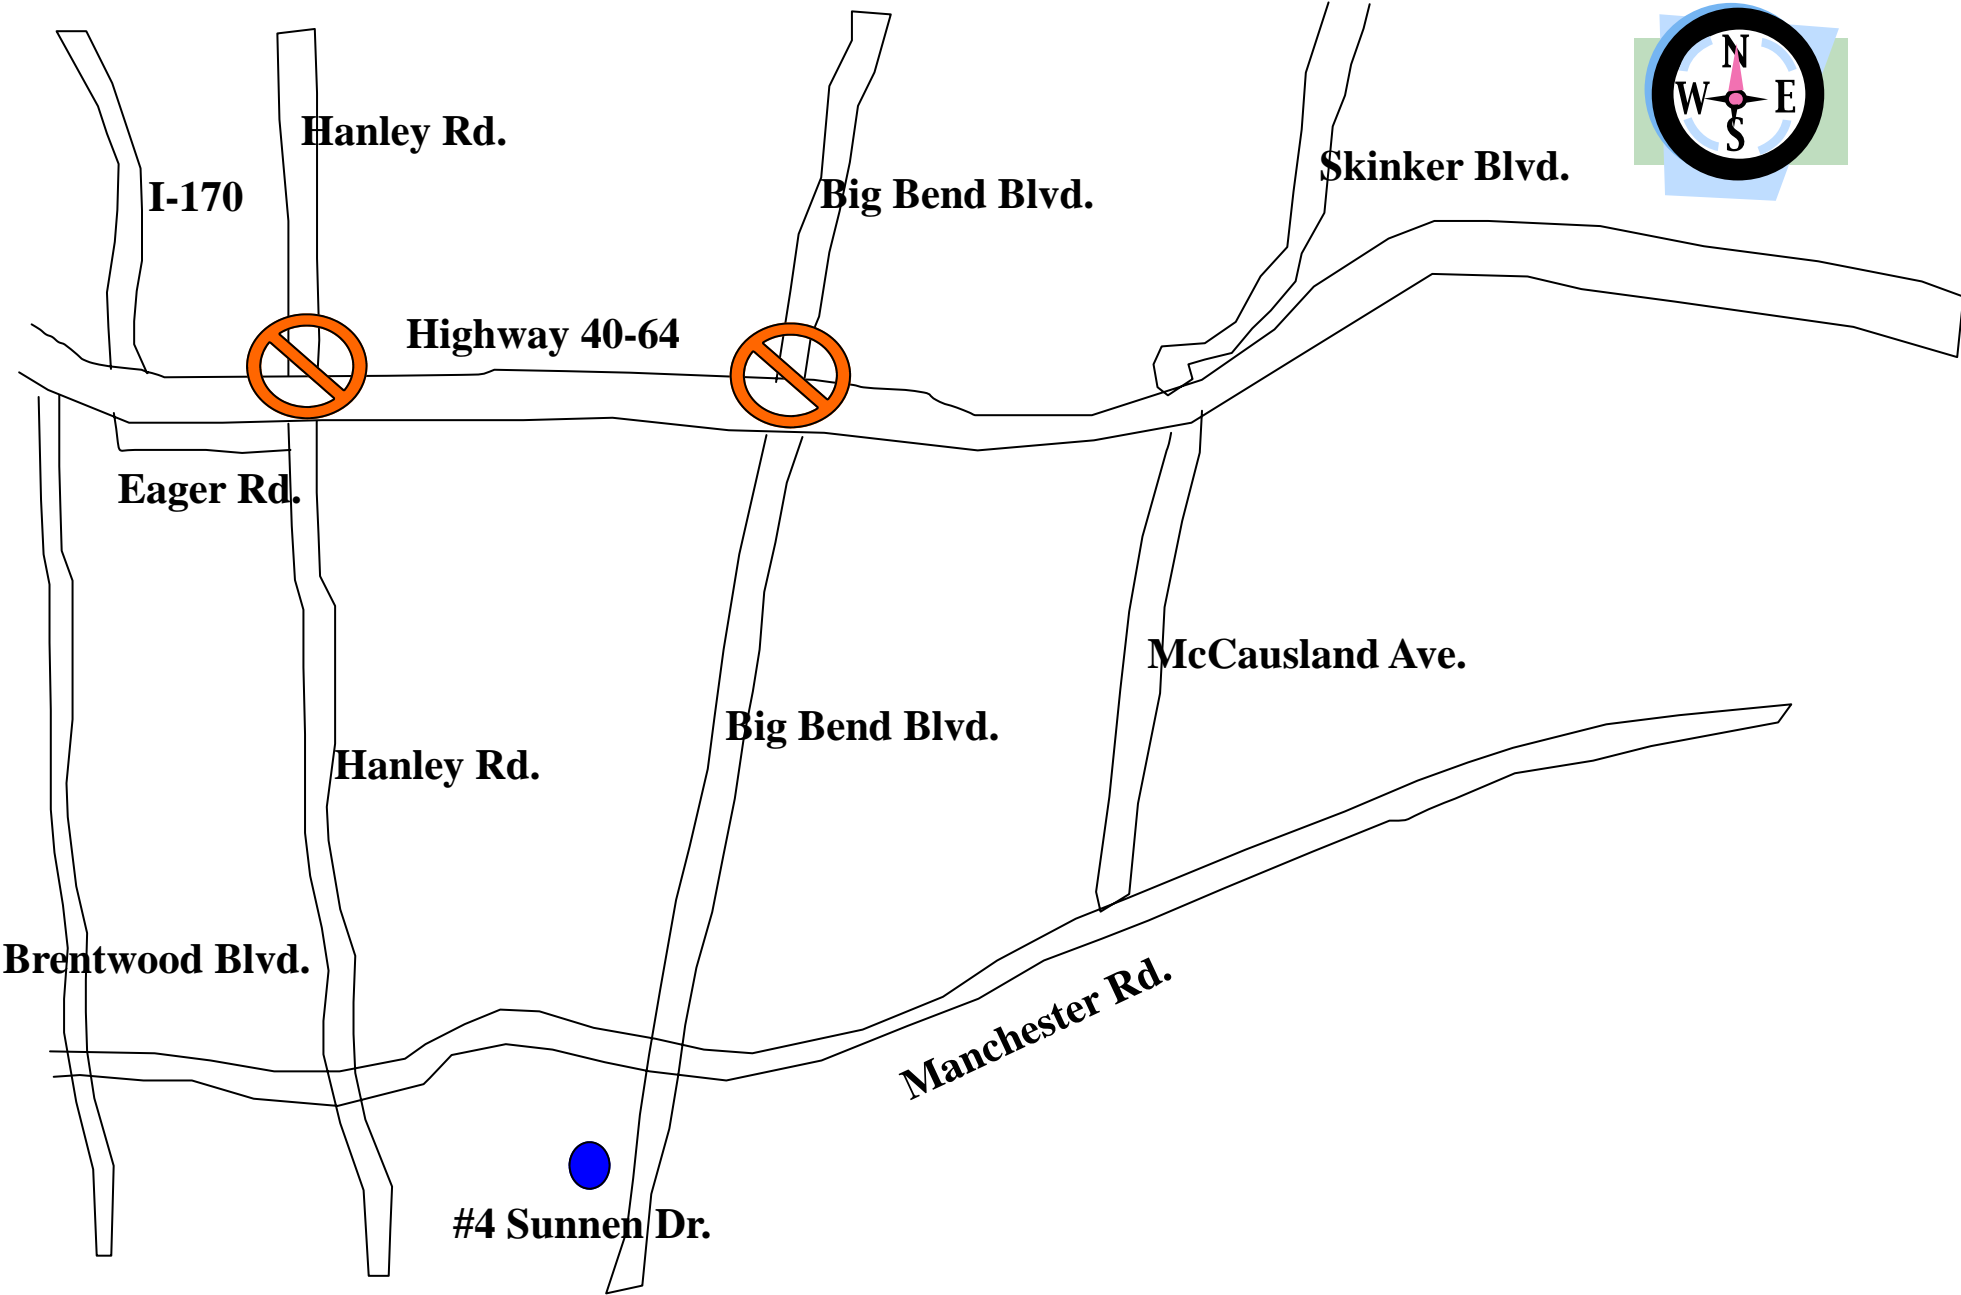 N
W E
S
Hanley Rd.
Skinker Blvd.
I-170
Big Bend Blvd.
Highway 40-64
Eager Rd.
McCausland Ave.
Big Bend Blvd.
Hanley Rd.
Brentwood Blvd.
Manchester Rd.
#4 Sunnen Dr.